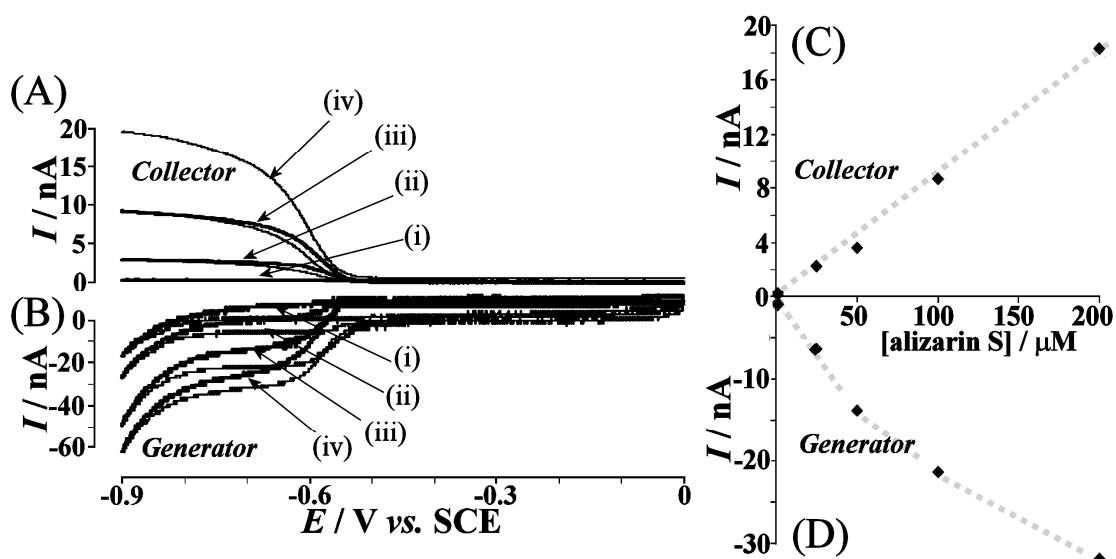 (A)
I / nA
20
15
10
5
0
Collector
(iv)
(iii)
(ii)
(i)
(B)
I / nA
0
-20
-40
-60
Generator
(i)
(ii)
(iii)
(iv)
-0.9
-0.6
-0.3
0
E / V vs. SCE
(C)
I / nA
20
16
12
8
4
0
Collector
50
100
150
200
[alizarin S] / μM
I / nA
-10
-20
-30
Generator
(D)